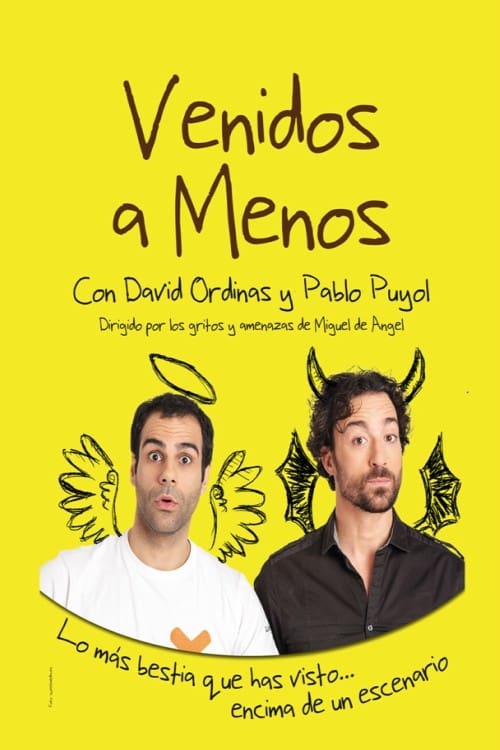 Venidos
a Menos
Con David Ordinas y Pablo Puyol
Dirigido por los gritos y amenazas de Miguel de Angel
Lo más bestia que has visto...
encima de un escenario